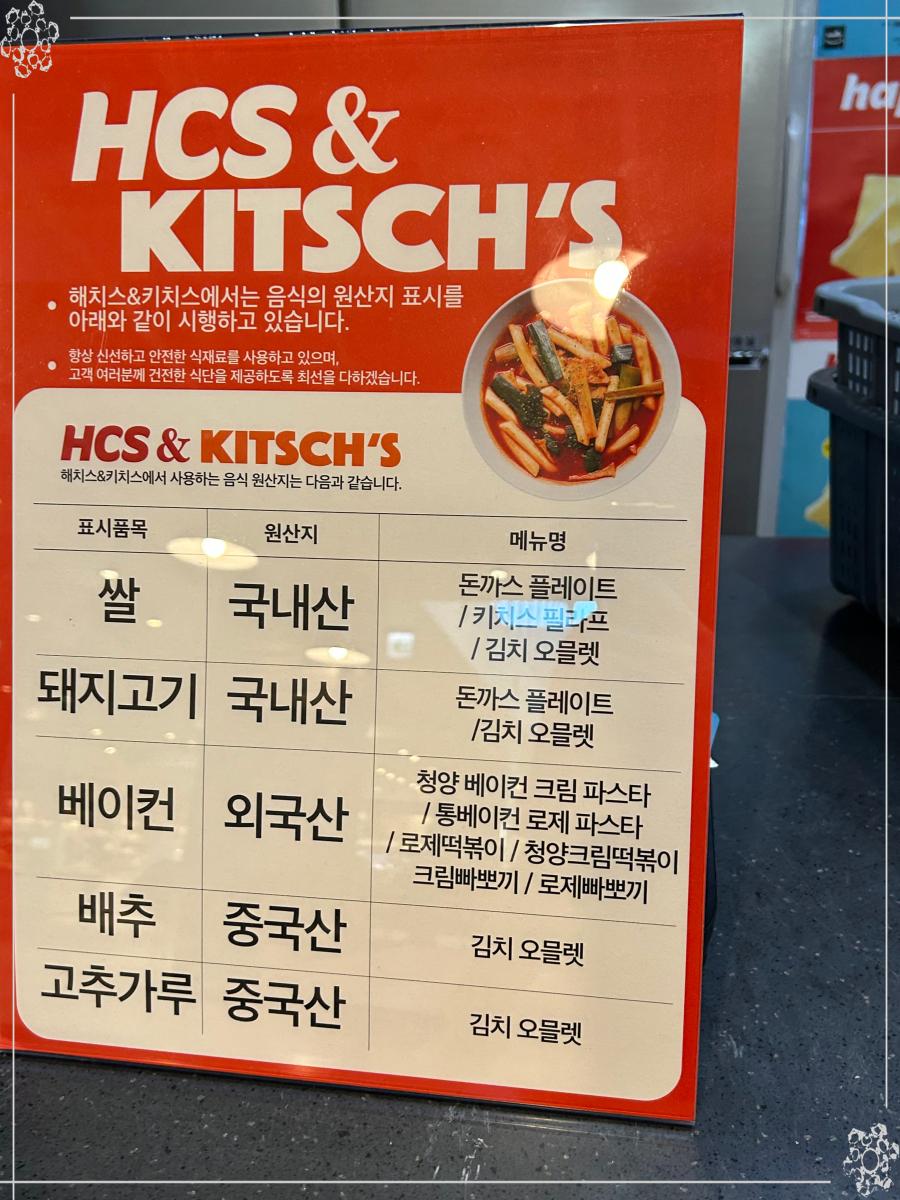 HCS &
KITSCH'S
• 해치스&키치스에서는 음식의 원산지 표시를
아래와 같이 시행하고 있습니다.
• 항상 신선하고 안전한 식재료를 사용하고 있으며,
고객 여러분께 건전한 식단을 제공하도록 최선을 다하겠습니다.
HCS & KITSCH'S
해치스&키치스에서 사용하는 음식 원산지는 다음과 같습니다.
표시품목 원산지 메뉴명
쌀 국내산 돈까스 플레이트
/ 키치스 필라프
/ 김치 오믈렛
돼지고기 국내산 돈까스 플레이트
/김치 오믈렛
베이컨 외국산 청양 베이컨 크림 파스타
/ 통베이컨 로제 파스타
/ 로제떡볶이 / 청양크림떡볶이
크림빠뽀끼 / 로제빠뽀끼
배추 중국산 김치 오믈렛
고추가루 중국산 김치 오믈렛